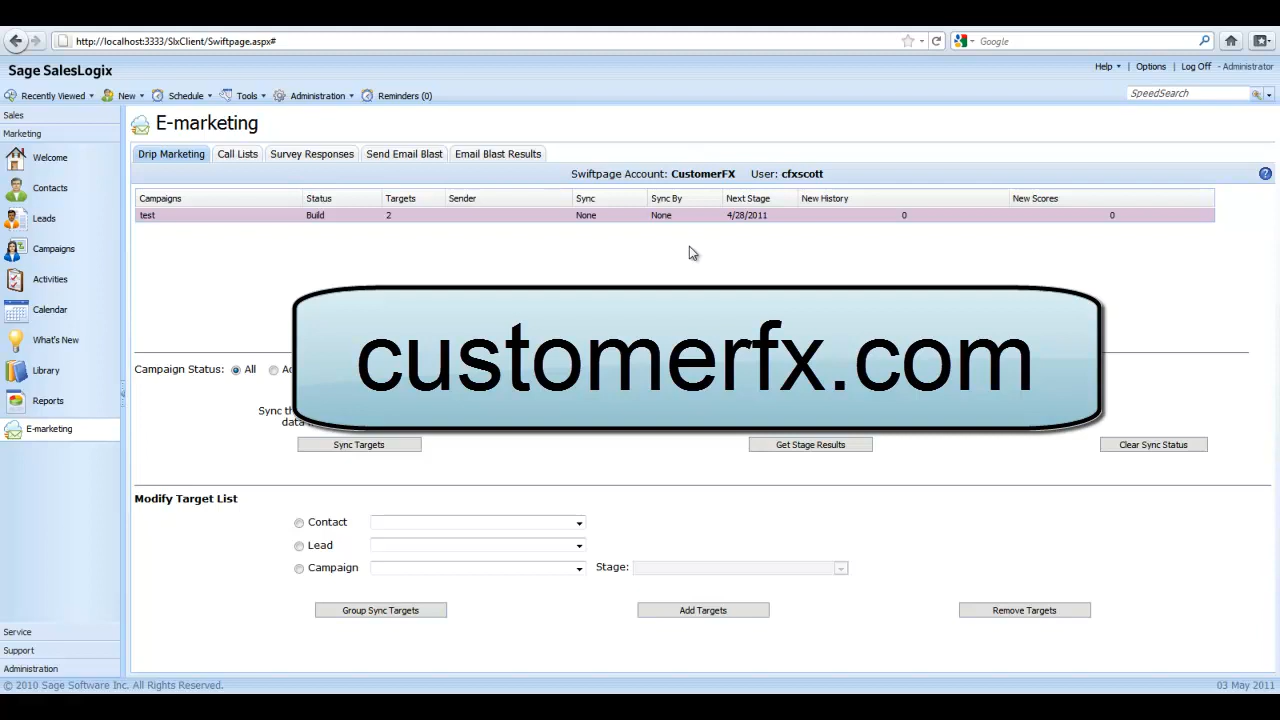 http://localhost:3333/SlxClient/Swiftpage.aspx#
Google
Sage SalesLogix
Help Options Log Off - Administrator
Recently Viewed New Schedule Tools Administration Reminders (0)
SpeedSearch
Sales
Marketing
Welcome
Contacts
Leads
Campaigns
Activities
Calendar
What's New
Library
Reports
E-marketing
Service
Support
Administration
E-marketing
Drip Marketing Call Lists Survey Responses Send Email Blast Email Blast Results
Swiftpage Account: CustomerFX User: cfxscott
Campaigns Status Targets Sender Sync Sync By Next Stage New History New Scores
test Build 2 None None 4/28/2011 0 0
customerfx.com
Campaign Status: All
Sync
data
Sync Targets Get Stage Results Clear Sync Status
Modify Target List
Contact
Lead
Campaign Stage:
Group Sync Targets Add Targets Remove Targets
© 2010 Sage Software Inc. All Rights Reserved. 03 May 2011